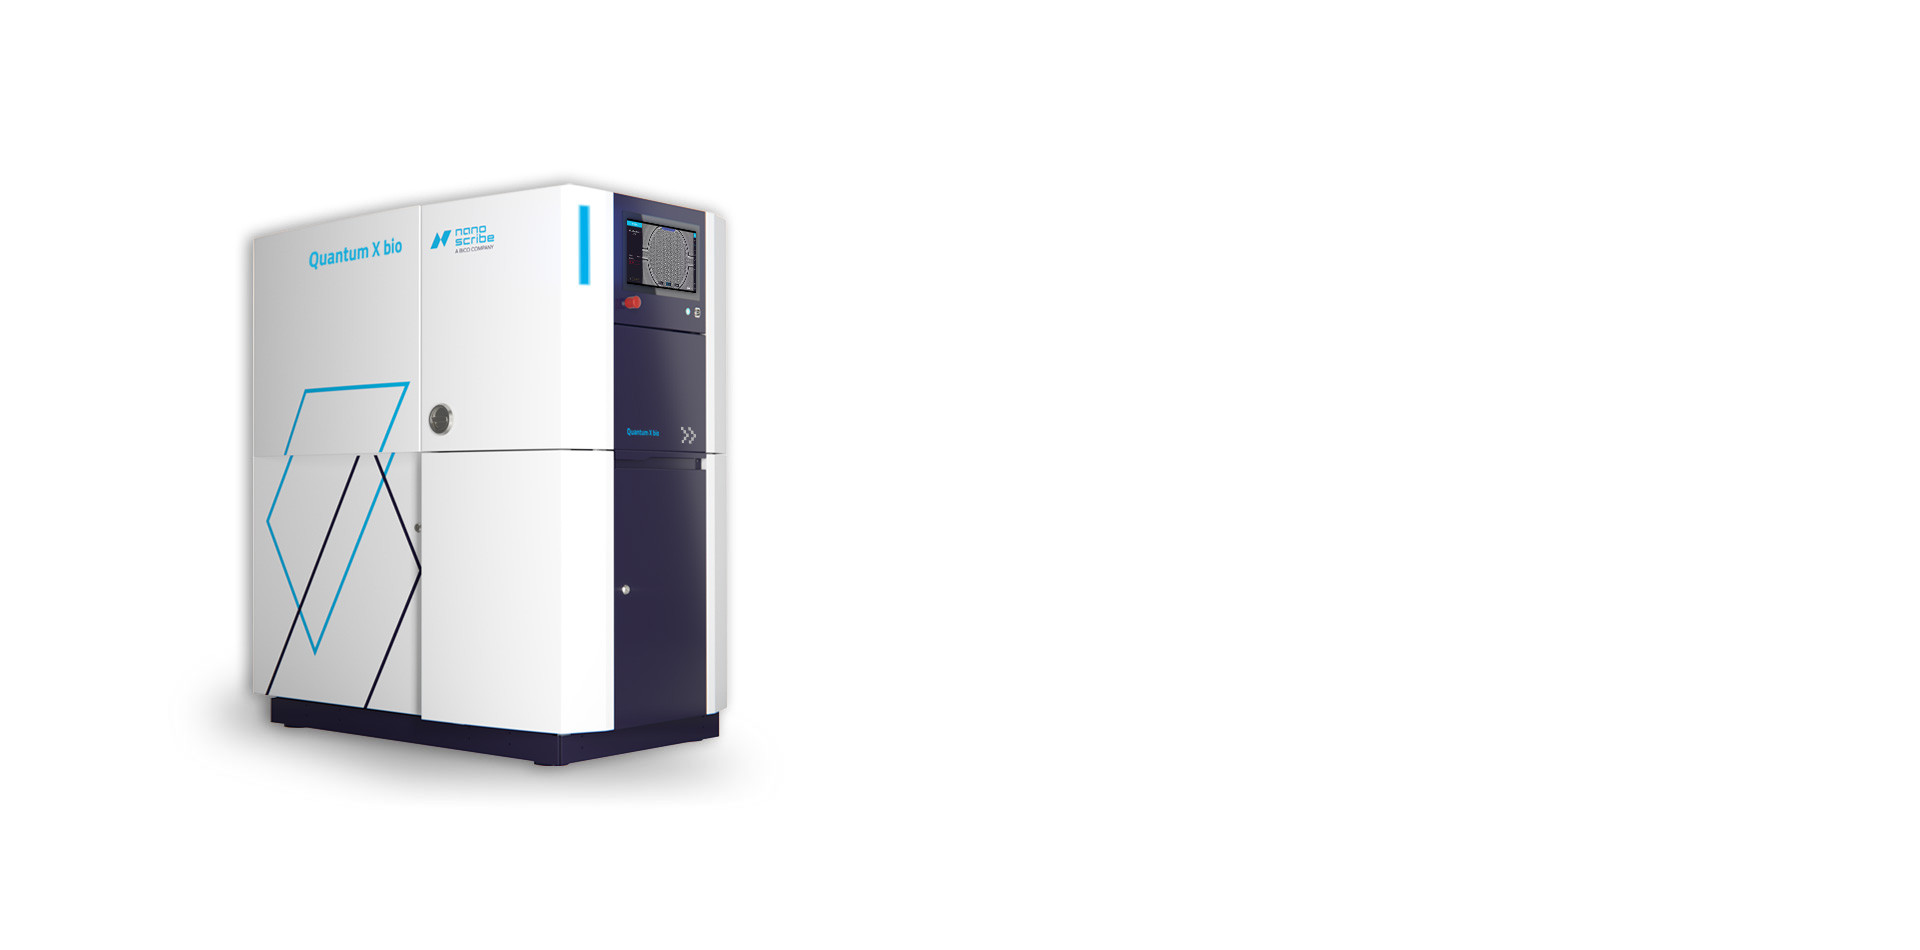 Quantum X bio
nano
scribe
A BICO COMPANY
Quantum X bio